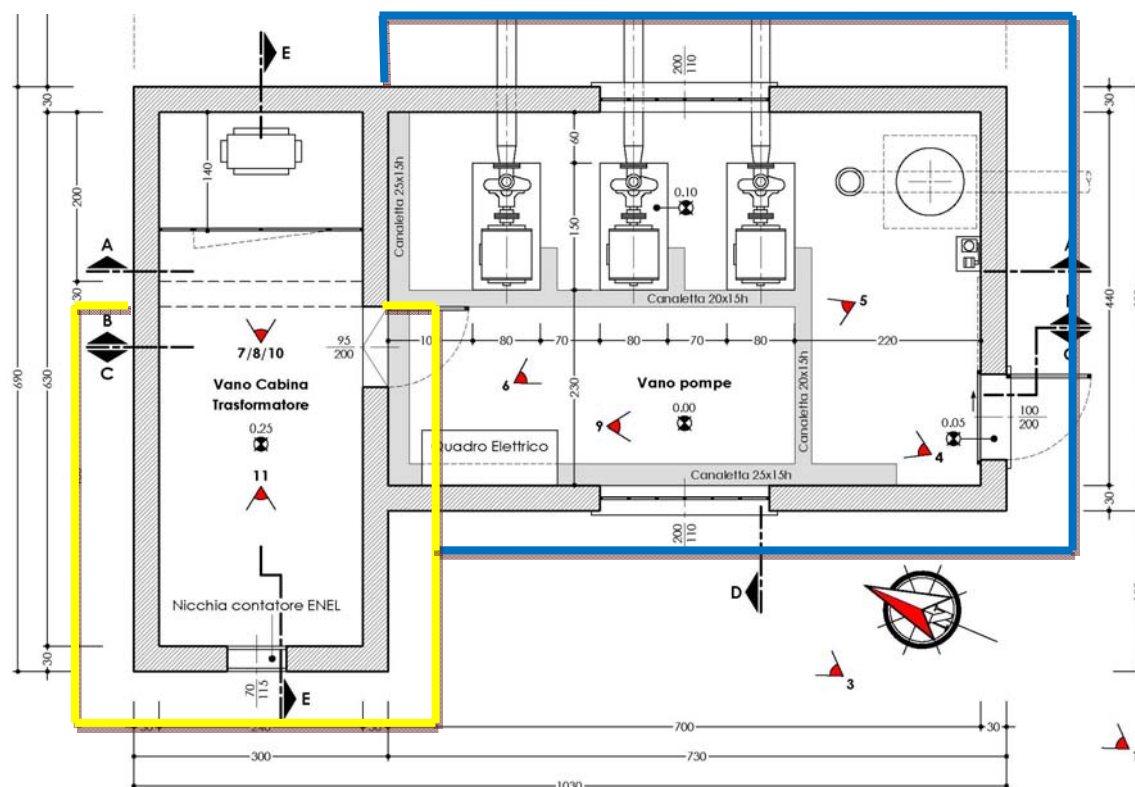 E
200
110
30
30
60
200
140
Canaletta 25x15h
0.10
150
A
A
30
Canaletta 20x15h
5
440
B
C
95
200
10
80
70
80
70
80
220
7/8/10
Vano Cabina
Trasformatore
0.25
6
230
Vano pompe
0.00
Canaletta 20x15h
9
100
200
0.05
4
690
630
Quadro Elettrico
Canaletta 25x15h
11
30
200
110
D
Nicchia contatore ENEL
N
3
30
70
115
E
30
240
30
700
30
300
730
1030